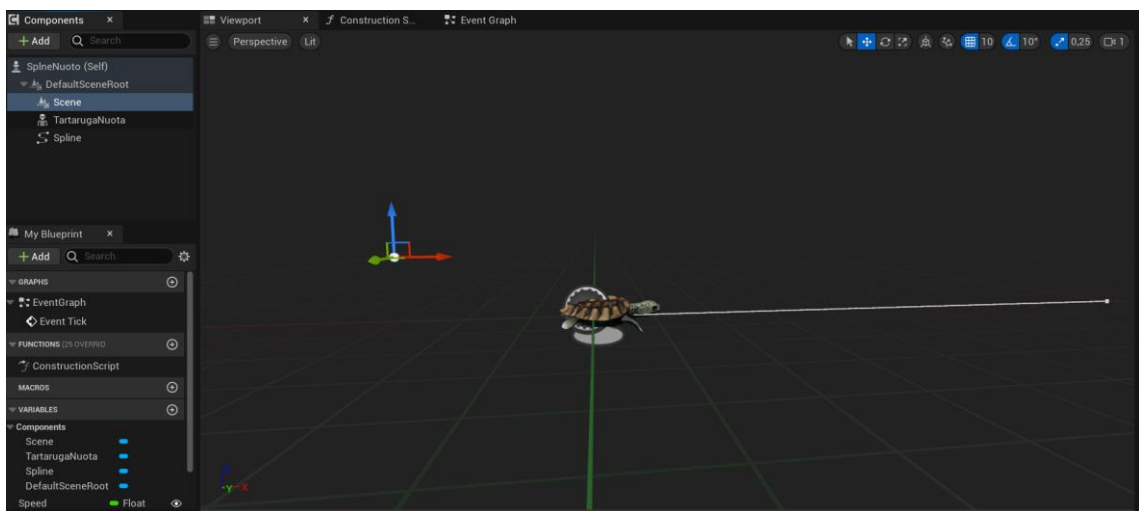 Components
Viewport
Construction S...
Event Graph
+ Add
Search
Perspective
Lit
10
10°
0,25
1
SplneNuoto (Self)
DefaultSceneRoot
Scene
TartarugaNuota
Spline
My Blueprint
+ Add
Search
GRAPHS
EventGraph
Event Tick
FUNCTIONS (25 OVERRID
ConstructionScript
MACROS
VARIABLES
Components
Scene
TartarugaNuota
Spline
DefaultSceneRoot
Speed Float
Z
Y X